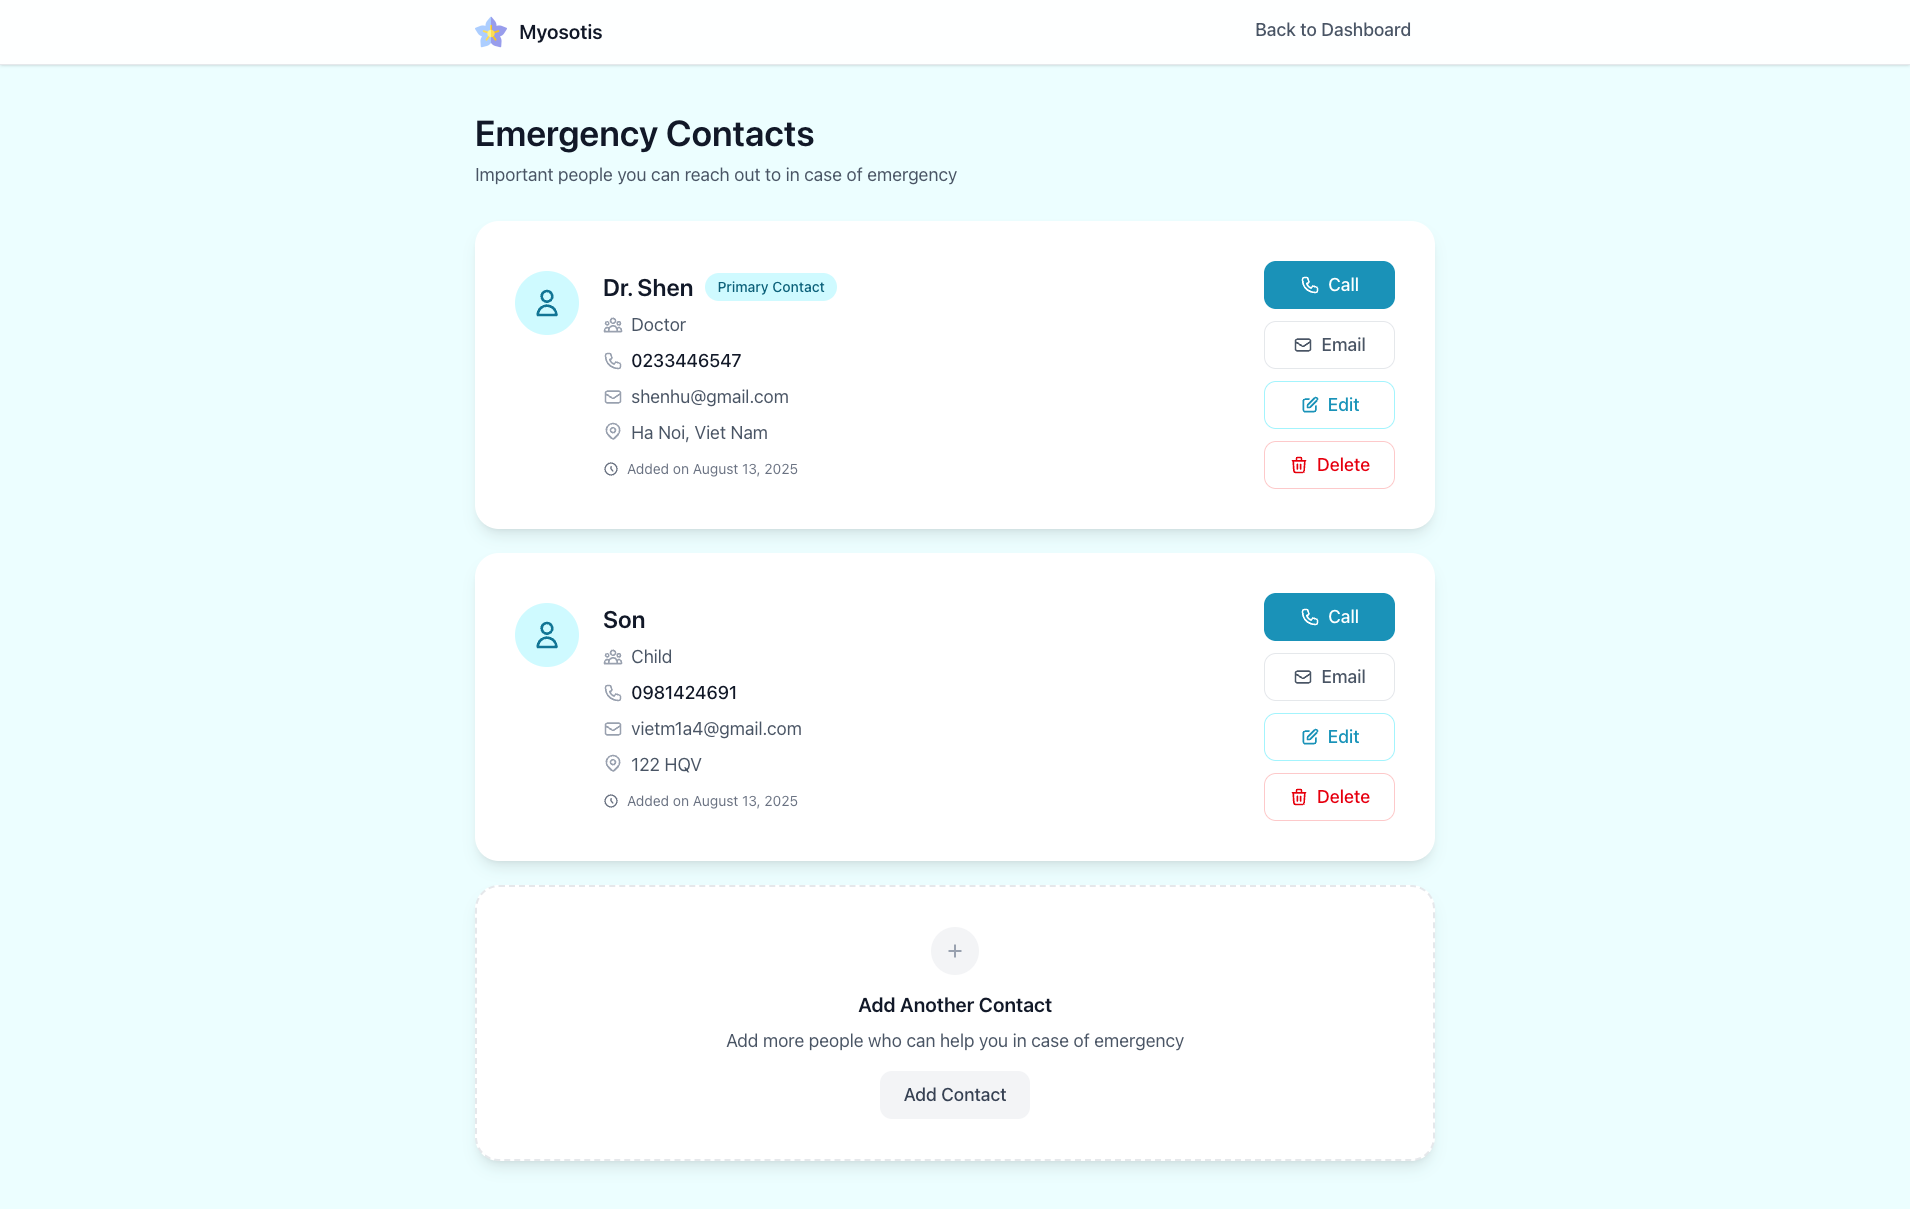 Myosotis
Back to Dashboard
Emergency Contacts
Important people you can reach out to in case of emergency
Dr. Shen
Primary Contact
Doctor
0233446547
shenhu@gmail.com
Ha Noi, Viet Nam
Added on August 13, 2025
Call
Email
Edit
Delete
Son
Child
0981424691
vietm1a4@gmail.com
122 HQV
Added on August 13, 2025
Call
Email
Edit
Delete
Add Another Contact
Add more people who can help you in case of emergency
Add Contact